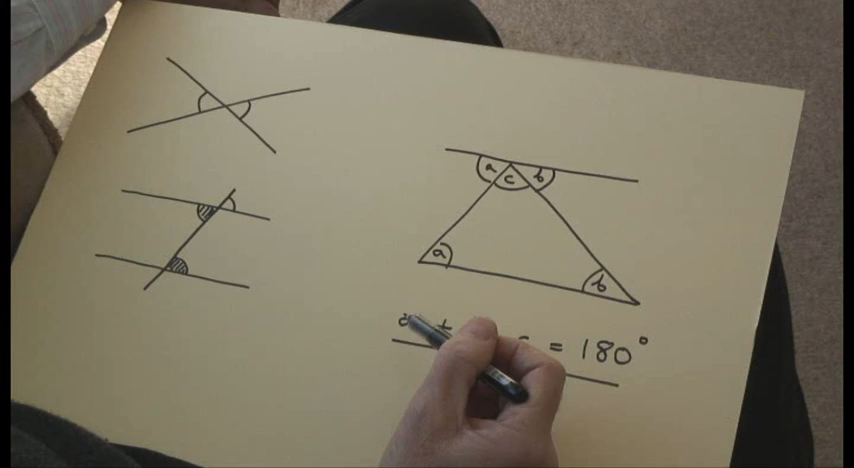 a c b
a
b
a + = 180°